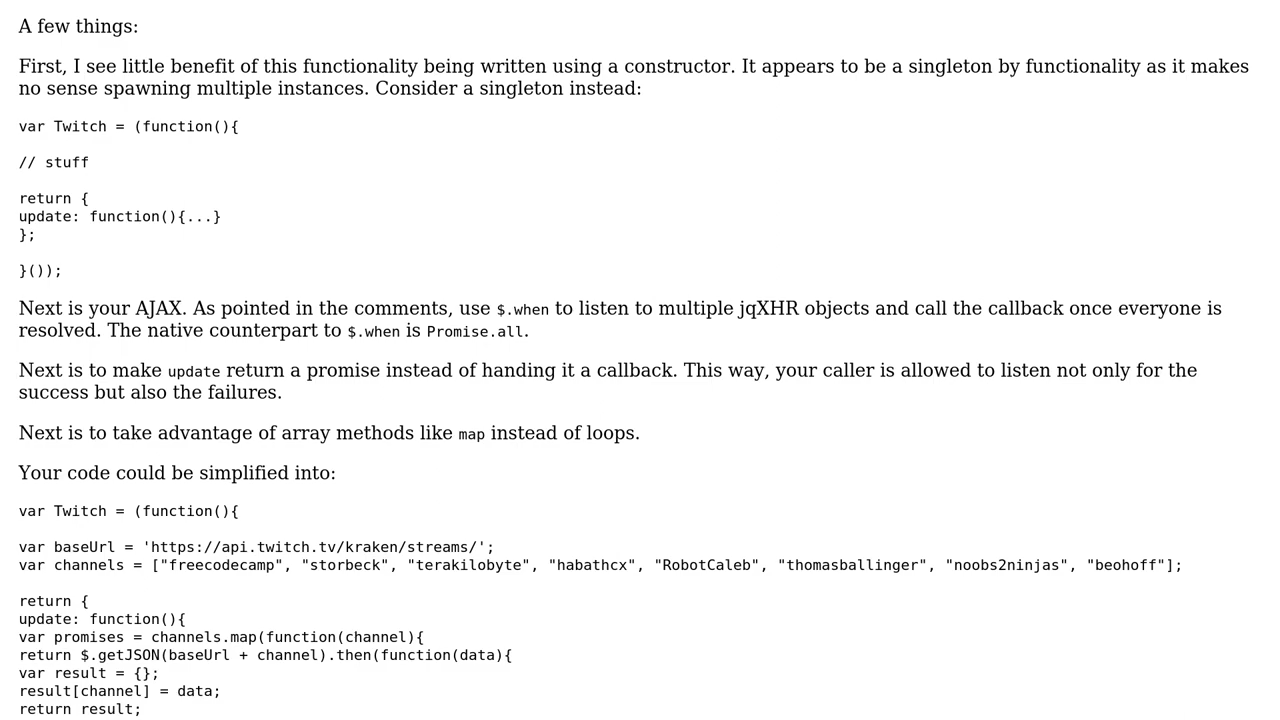 A few things:
First, I see little benefit of this functionality being written using a constructor. It appears to be a singleton by functionality as it makes
no sense spawning multiple instances. Consider a singleton instead:
var Twitch = (function(){
// stuff
return {
update: function(){...}
};
}());
Next is your AJAX. As pointed in the comments, use $.when to listen to multiple jqXHR objects and call the callback once everyone is
resolved. The native counterpart to $.when is Promise.all.
Next is to make update return a promise instead of handing it a callback. This way, your caller is allowed to listen not only for the
success but also the failures.
Next is to take advantage of array methods like map instead of loops.
Your code could be simplified into:
var Twitch = (function(){
var baseUrl = 'https://api.twitch.tv/kraken/streams/';
var channels = ["freecodecamp", "storbeck", "terakilobyte", "habathcx", "RobotCaleb", "thomasballinger", "noobs2ninjas", "beohoff"];
return {
update: function(){
var promises = channels.map(function(channel){
return $.getJSON(baseUrl + channel).then(function(data){
var result = {};
result[channel] = data;
return result;